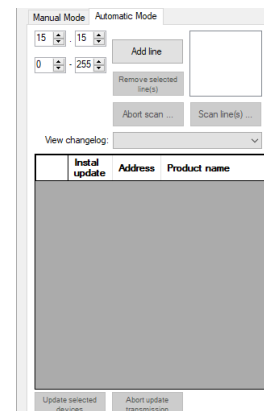 Manual Mode Automatic Mode
15 . 15
Add line
0 - 255
Remove selected
line(s)
Abort scan ... Scan line(s) ...
View changelog:
Instal
update Address Product name
Update selected
devices
Abort update
transmission